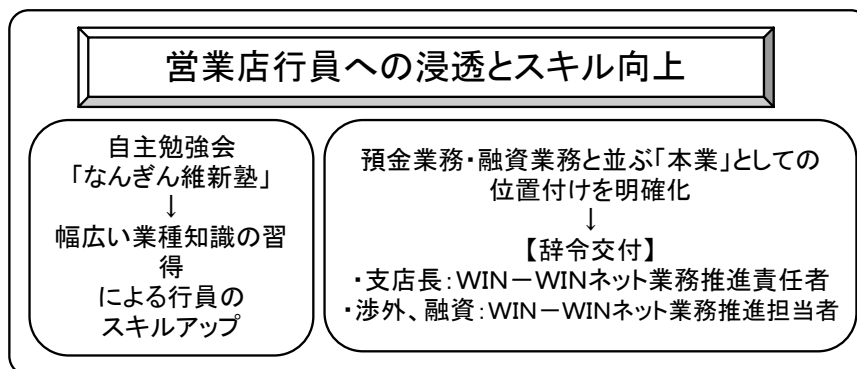 営業店行員への浸透とスキル向上
自主勉強会
「なんぎん維新塾」
↓
幅広い業種知識の習
得
による行員の
スキルアップ
預金業務・融資業務と並ぶ「本業」としての
位置付けを明確化
↓
【辞令交付】
・支店長：WIN－WINネット業務推進責任者
・渉外、融資：WIN－WINネット業務推進担当者